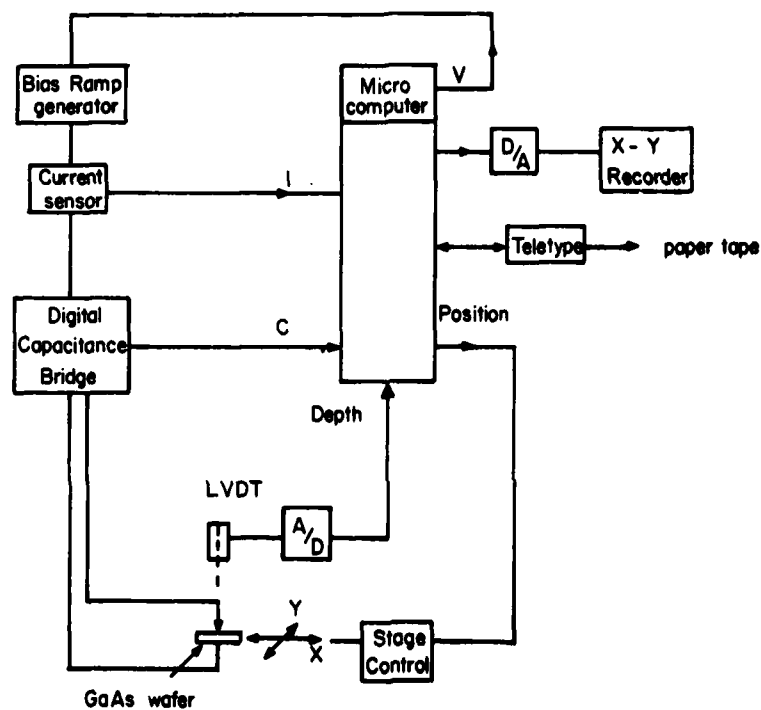 Bias Ramp
generator
Micro
computer
V
D/A
X - Y
Recorder
Current
sensor
I
Teletype
paper tape
Digital
Capacitance
Bridge
C
Position
Depth
LVDT
A/D
Y
X
Stage
Control
GaAs wafer